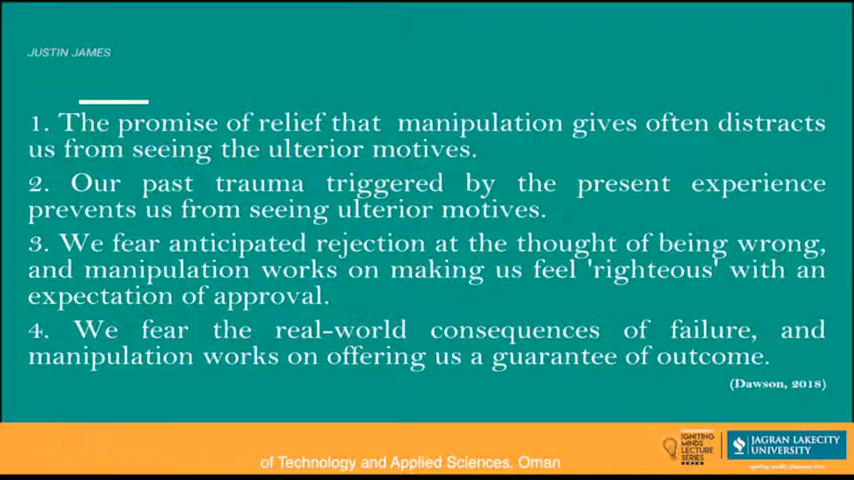 JUSTIN JAMES
1. The promise of relief that manipulation gives often distracts
us from seeing the ulterior motives.
2. Our past trauma triggered by the present experience
prevents us from seeing ulterior motives.
3. We fear anticipated rejection at the thought of being wrong,
and manipulation works on making us feel 'righteous' with an
expectation of approval.
4. We fear the real-world consequences of failure, and
manipulation works on offering us a guarantee of outcome.
(Dawson, 2018)
IGNITING
MINDS
LECTURE
SERIES
JAGRAN LAKECITY
UNIVERSITY
of Technology and Applied Sciences, Oman